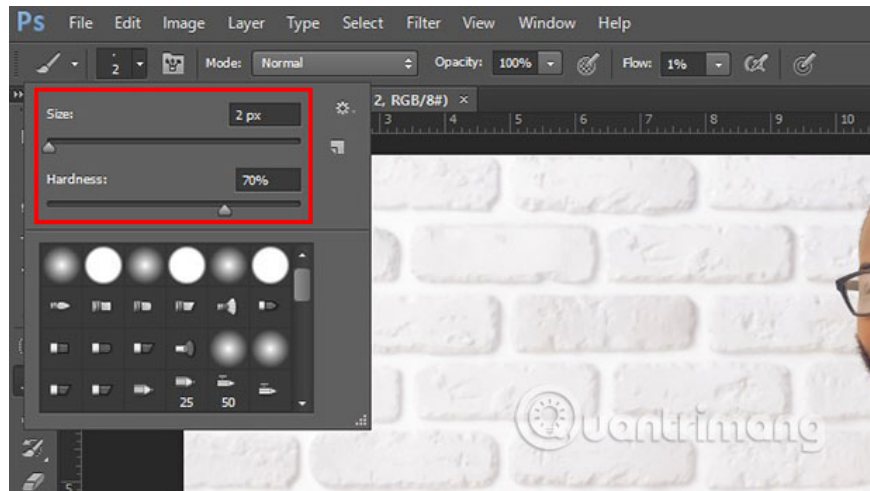 Ps File Edit Image Layer Type Select Filter View Window Help
2 Mode: Normal Opacity: 100% Flow: 1%
2, RGB/8#) ×
Size: 2 px
3 4 5 6 7 8 9 10
Hardness: 70%
25 50
Quantrimang
5